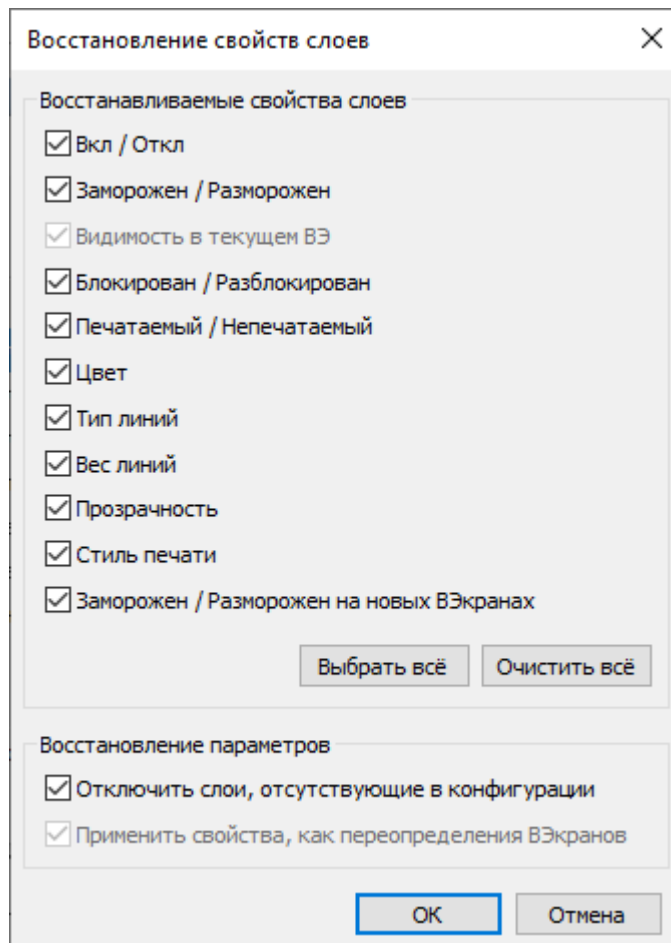 Восстановление свойств слоев
Восстанавливаемые свойства слоев
Вкл / Откл
Заморожен / Разморожен
Видимость в текущем ВЭ
Блокирован / Разблокирован
Печатаемый / Непечатаемый
Цвет
Тип линий
Вес линий
Прозрачность
Стиль печати
Заморожен / Разморожен на новых ВЭкранах
Выбрать всё Очистить всё
Восстановление параметров
Отключить слои, отсутствующие в конфигурации
Применить свойства, как переопределения ВЭкранов
ОК Отмена